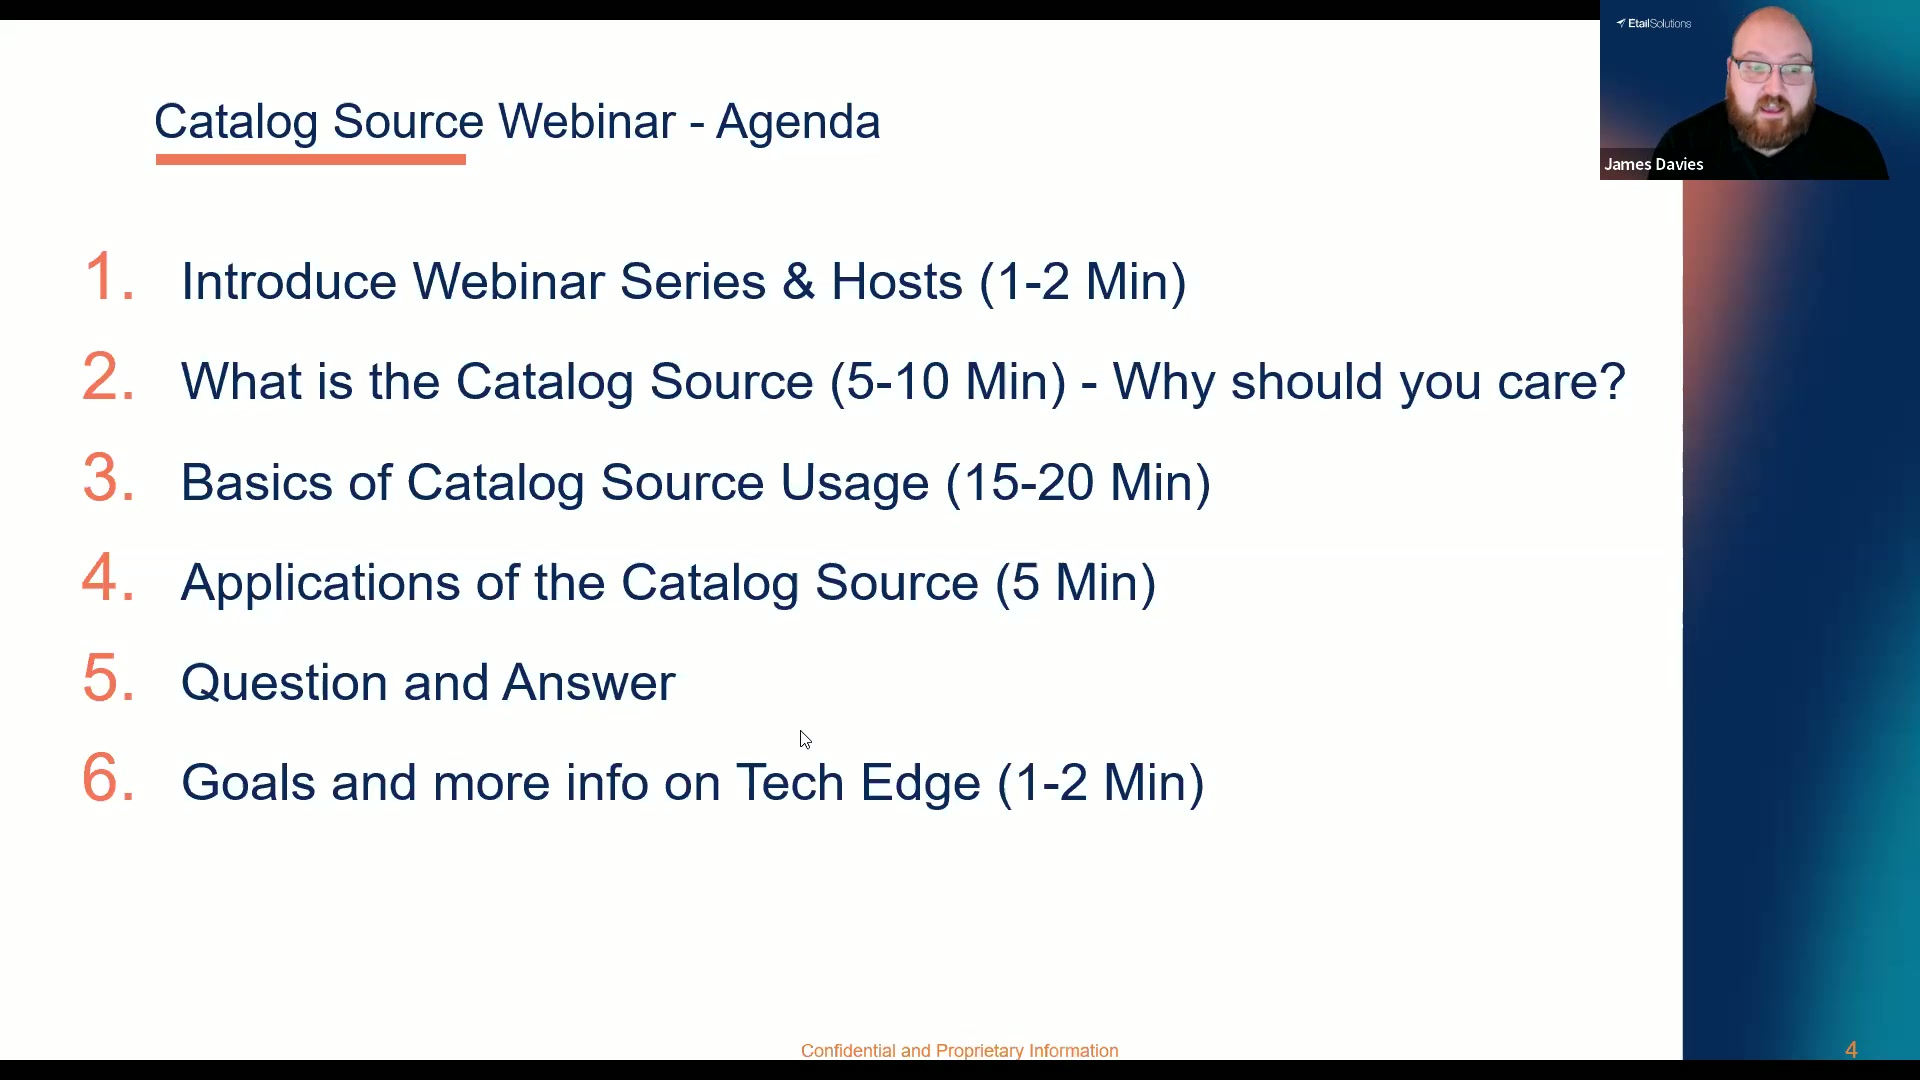 EtailSolutions
James Davies
Catalog Source Webinar - Agenda
1. Introduce Webinar Series & Hosts (1-2 Min)
2. What is the Catalog Source (5-10 Min) - Why should you care?
3. Basics of Catalog Source Usage (15-20 Min)
4. Applications of the Catalog Source (5 Min)
5. Question and Answer
6. Goals and more info on Tech Edge (1-2 Min)
Confidential and Proprietary Information
4